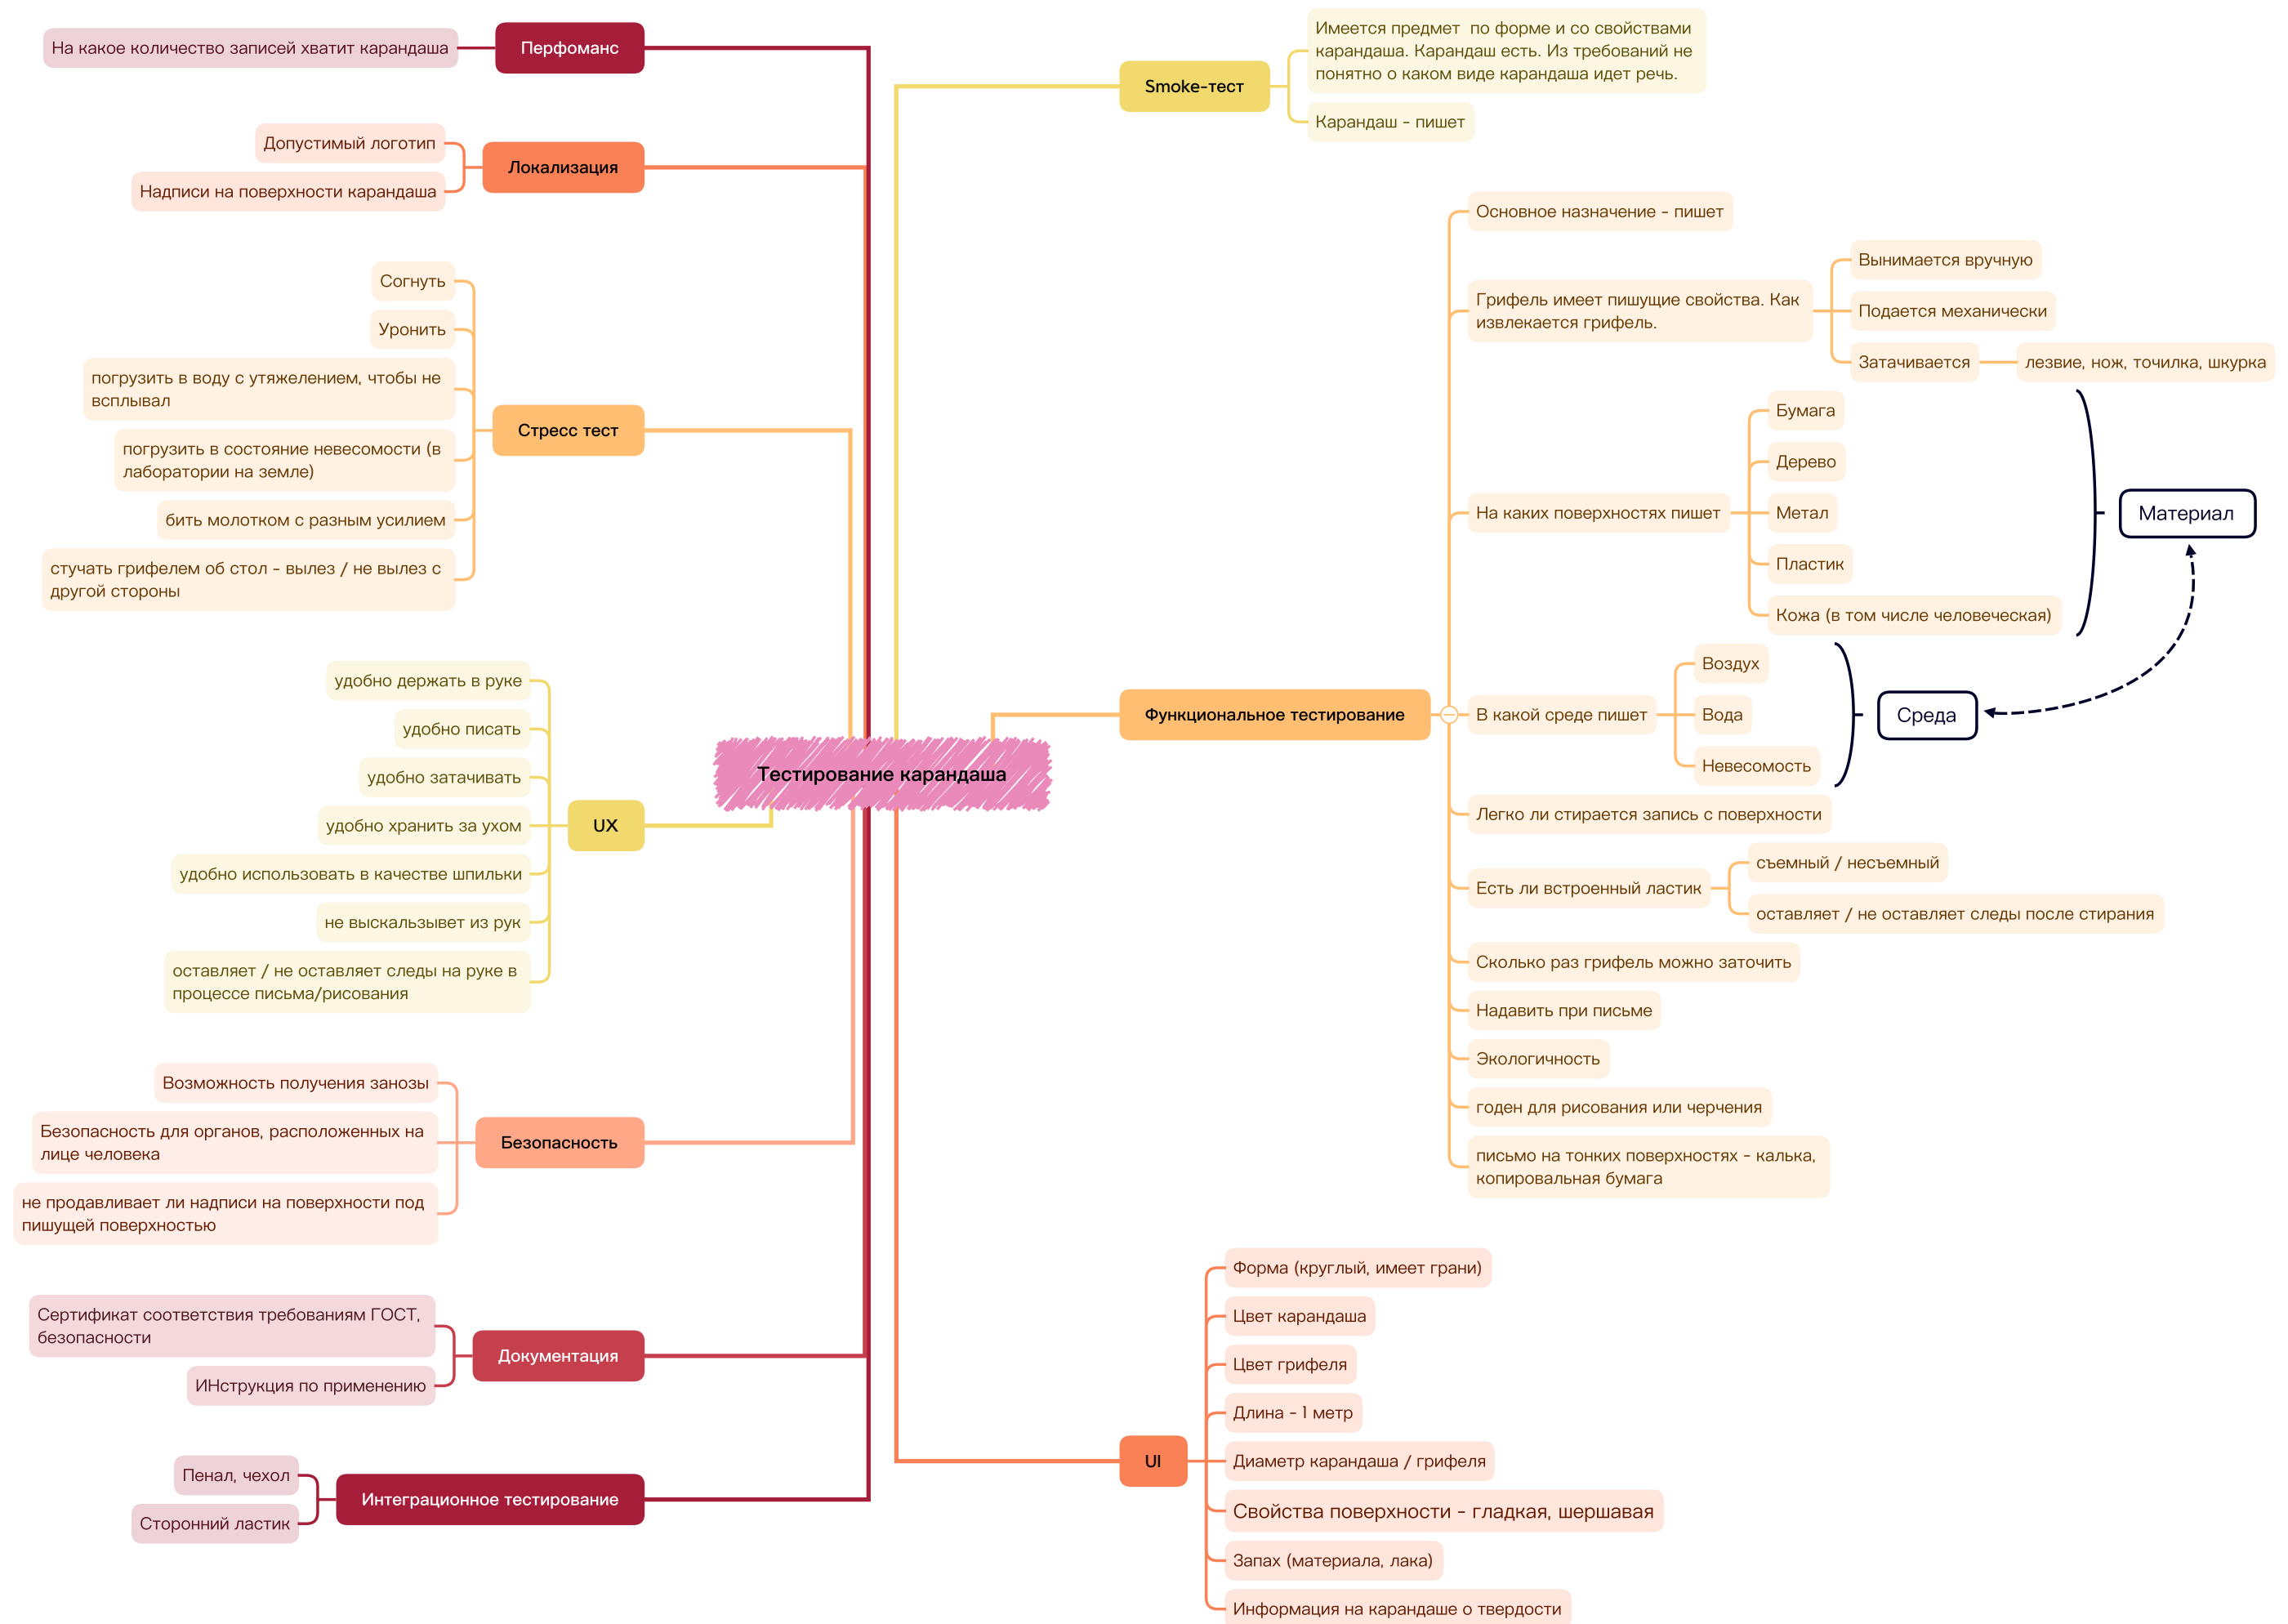 Тестирование карандаша
Smoke-тест
Имеется предмет по форме и со свойствами
карандаша. Карандаш есть. Из требований не
понятно о каком виде карандаша идет речь.
Карандаш - пишет
Функциональное тестирование
Основное назначение - пишет
Грифель имеет пишущие свойства. Как
извлекается грифель.
Вынимается вручную
Подается механически
Затачивается
лезвие, нож, точилка, шкурка
На каких поверхностях пишет
Бумага
Дерево
Метал
Пластик
Кожа (в том числе человеческая)
Материал
В какой среде пишет
Воздух
Вода
Невесомость
Среда
Легко ли стирается запись с поверхности
Есть ли встроенный ластик
съемный / несъемный
оставляет / не оставляет следы после стирания
Сколько раз грифель можно заточить
Надавить при письме
Экологичность
годен для рисования или черчения
письмо на тонких поверхностях - калька,
копировальная бумага
UI
Форма (круглый, имеет грани)
Цвет карандаша
Цвет грифеля
Длина - 1 метр
Диаметр карандаша / грифеля
Свойства поверхности - гладкая, шершавая
Запах (материала, лака)
Информация на карандаше о твердости
Перфоманс
На какое количество записей хватит карандаша
Локализация
Допустимый логотип
Надписи на поверхности карандаша
Стресс тест
Согнуть
Уронить
погрузить в воду с утяжелением, чтобы не
всплывал
погрузить в состояние невесомости (в
лаборатории на земле)
бить молотком с разным усилием
стучать грифелем об стол - вылез / не вылез с
другой стороны
UX
удобно держать в руке
удобно писать
удобно затачивать
удобно хранить за ухом
удобно использовать в качестве шпильки
не выскальзывет из рук
оставляет / не оставляет следы на руке в
процессе письма/рисования
Безопасность
Возможность получения занозы
Безопасность для органов, расположенных на
лице человека
не продавливает ли надписи на поверхности под
пишущей поверхностью
Документация
Сертификат соответствия требованиям ГОСТ,
безопасности
ИНструкция по применению
Интеграционное тестирование
Пенал, чехол
Сторонний ластик